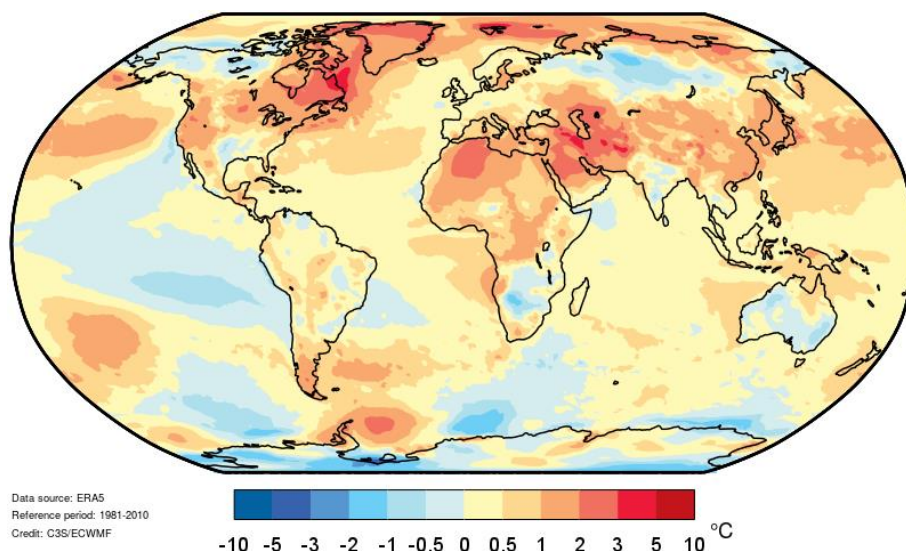 Data source: ERA5
Reference period: 1981-2010
Credit: C3S/ECWMF
-10 -5 -3 -2 -1 -0.5 0 0.5 1 2 3 5 10 °C